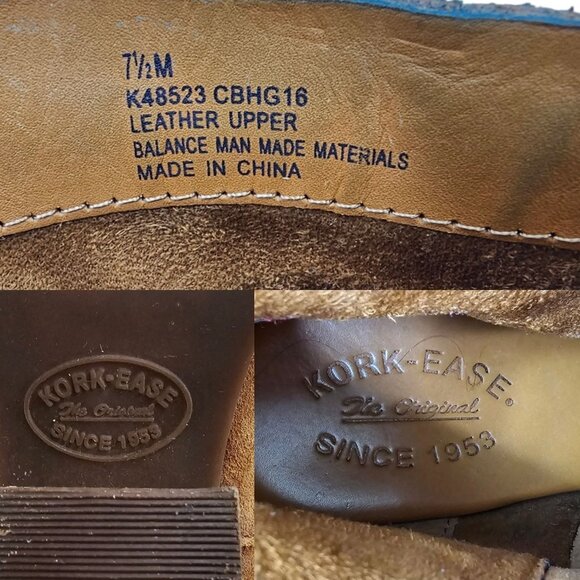 7½M
K48523 CBHG16
LEATHER UPPER
BALANCE MAN MADE MATERIALS
MADE IN CHINA
KORK-EASE
The Original
SINCE 1953
KORK-EASE®
The Original
SINCE 1953